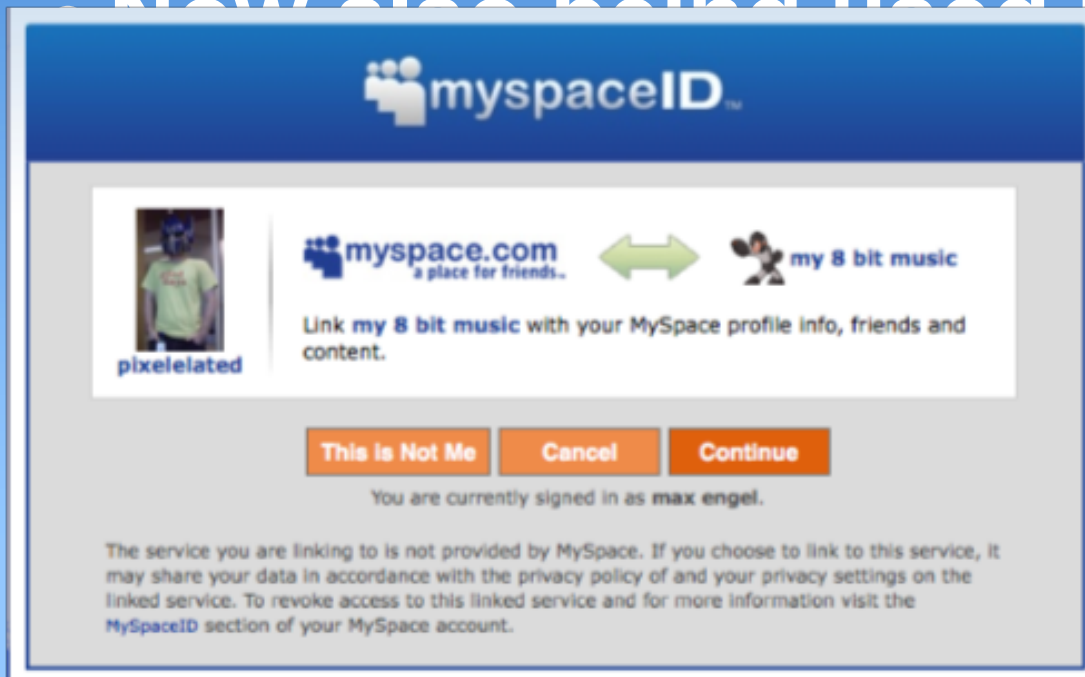 myspaceID™
myspace.com
a place for friends™
my 8 bit music
Link my 8 bit music with your MySpace profile info, friends and
content.
pixelelated
This is Not Me
Cancel
Continue
You are currently signed in as max engel.
The service you are linking to is not provided by MySpace. If you choose to link to this service, it
may share your data in accordance with the privacy policy of and your privacy settings on the
linked service. To revoke access to this linked service and for more information visit the
MySpaceID section of your MySpace account.